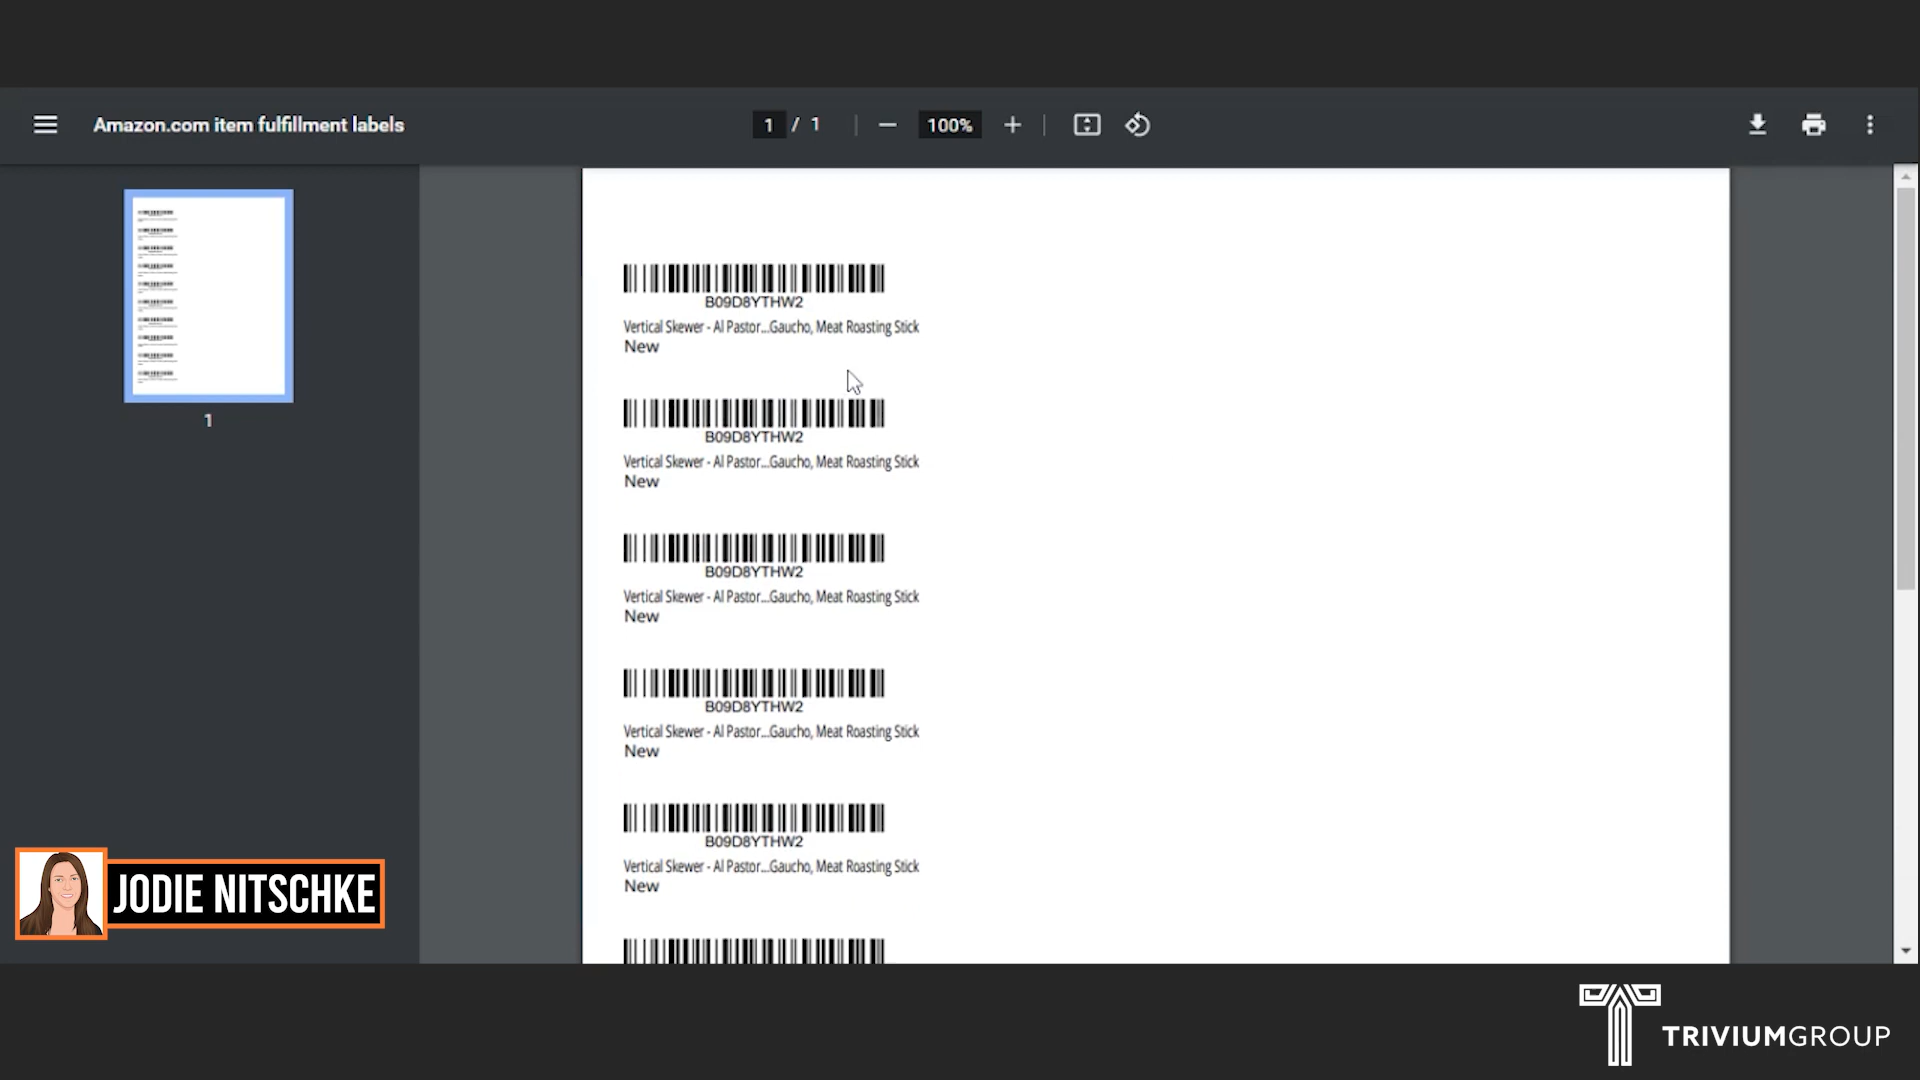 Amazon.com item fulfillment labels
1 / 1
100%
1
B09D8YTHW2
Vertical Skewer - Al Pastor...Gaucho, Meat Roasting Stick
New
B09D8YTHW2
Vertical Skewer - Al Pastor...Gaucho, Meat Roasting Stick
New
B09D8YTHW2
Vertical Skewer - Al Pastor...Gaucho, Meat Roasting Stick
New
B09D8YTHW2
Vertical Skewer - Al Pastor...Gaucho, Meat Roasting Stick
New
B09D8YTHW2
Vertical Skewer - Al Pastor...Gaucho, Meat Roasting Stick
New
JODIE NITSCHKE
TRIVIUMGROUP